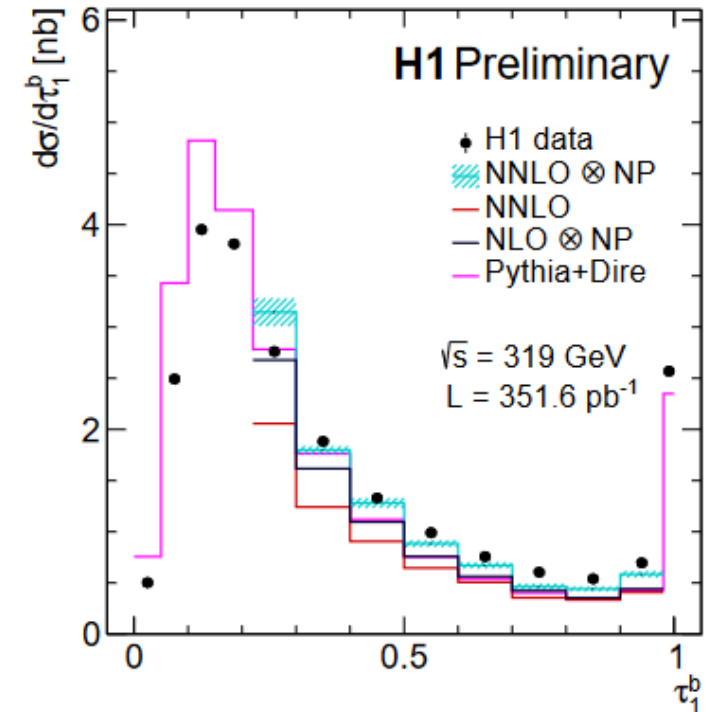 H1 Preliminary
H1 data
NNLO ⊗ NP
NNLO
NLO ⊗ NP
Pythia+Dire
√s = 319 GeV
L = 351.6 pb⁻¹
dσ/dτ₁ᵇ [nb]
6
4
2
0
0 0.5 1
τ₁ᵇ